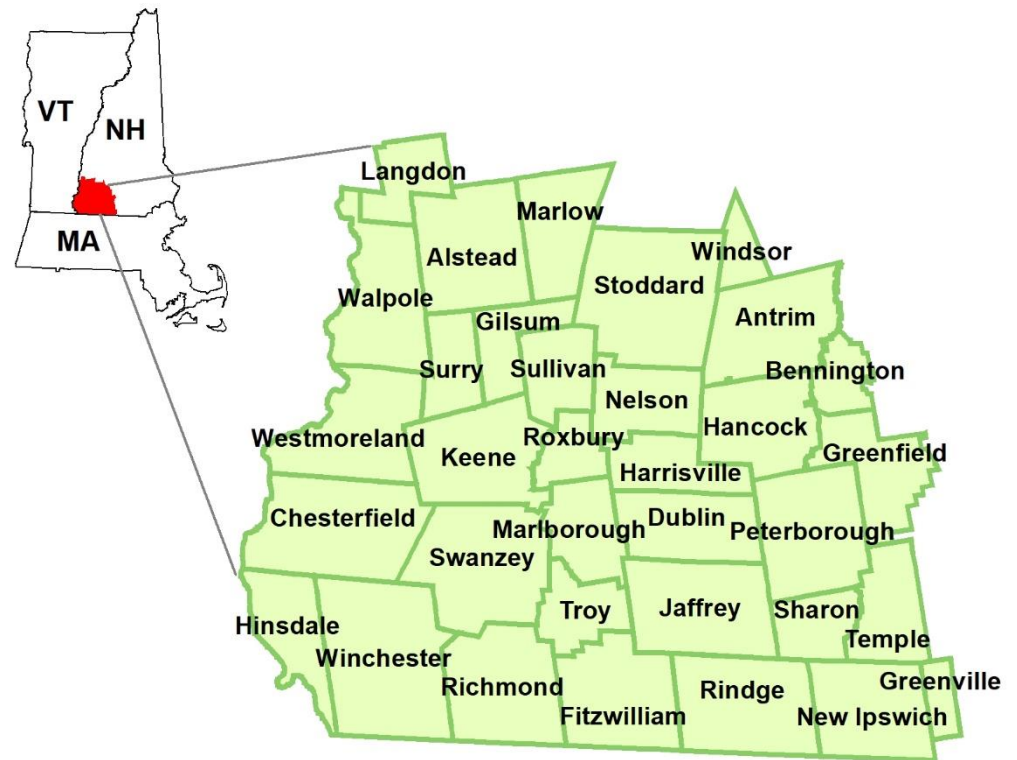 VT
NH
MA
Langdon
Marlow
Alstead
Windsor
Stoddard
Walpole
Antrim
Gilsum
Surry
Sullivan
Bennington
Nelson
Hancock
Westmoreland
Roxbury
Keene
Greenfield
Harrisville
Chesterfield
Dublin
Marlborough
Peterborough
Swanzey
Troy
Jaffrey
Sharon
Hinsdale
Temple
Winchester
Richmond
Rindge
Greenville
Fitzwilliam
New Ipswich